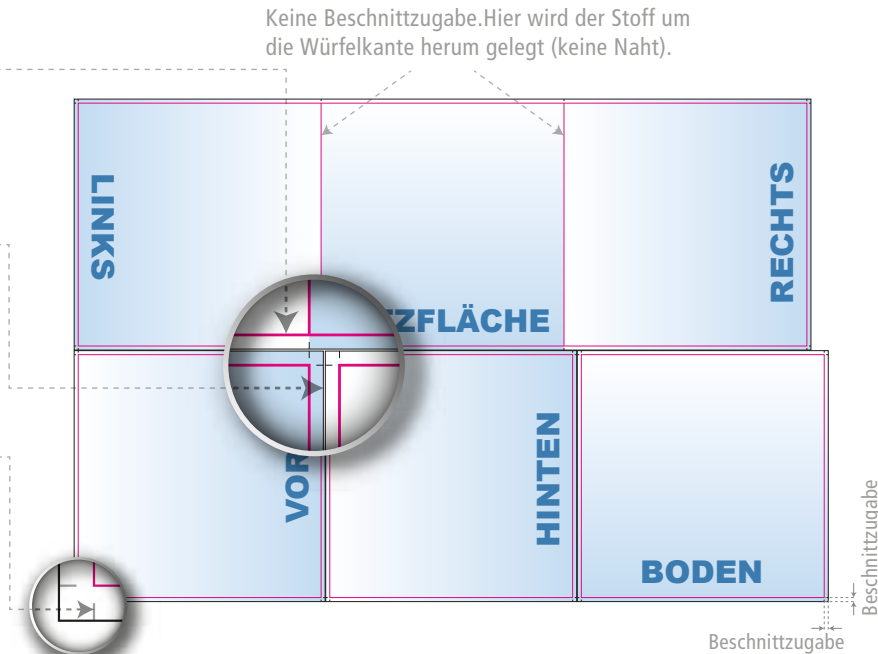 Keine Beschnittzugabe.Hier wird der Stoff um
die Würfelkante herum gelegt (keine Naht).
LINKS
ZFLÄCHE
RECHTS
VOR
HINTEN
BODEN
Beschnittzugabe
Beschnittzugabe